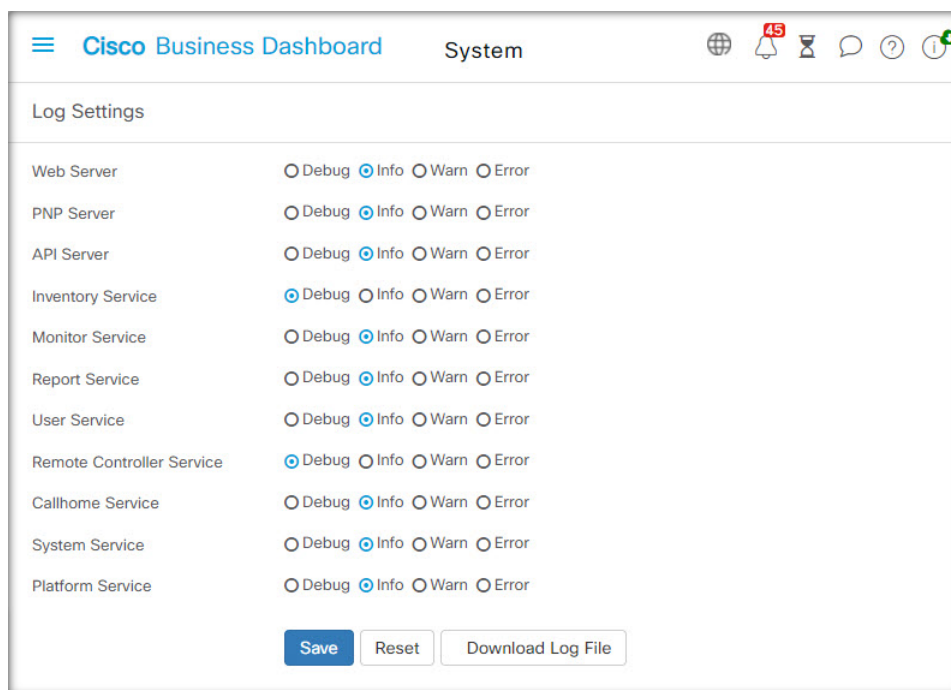 Cisco Business Dashboard System 45
Log Settings
Web Server Debug Info Warn Error
PNP Server Debug Info Warn Error
API Server Debug Info Warn Error
Inventory Service Debug Info Warn Error
Monitor Service Debug Info Warn Error
Report Service Debug Info Warn Error
User Service Debug Info Warn Error
Remote Controller Service Debug Info Warn Error
Callhome Service Debug Info Warn Error
System Service Debug Info Warn Error
Platform Service Debug Info Warn Error
Save Reset Download Log File